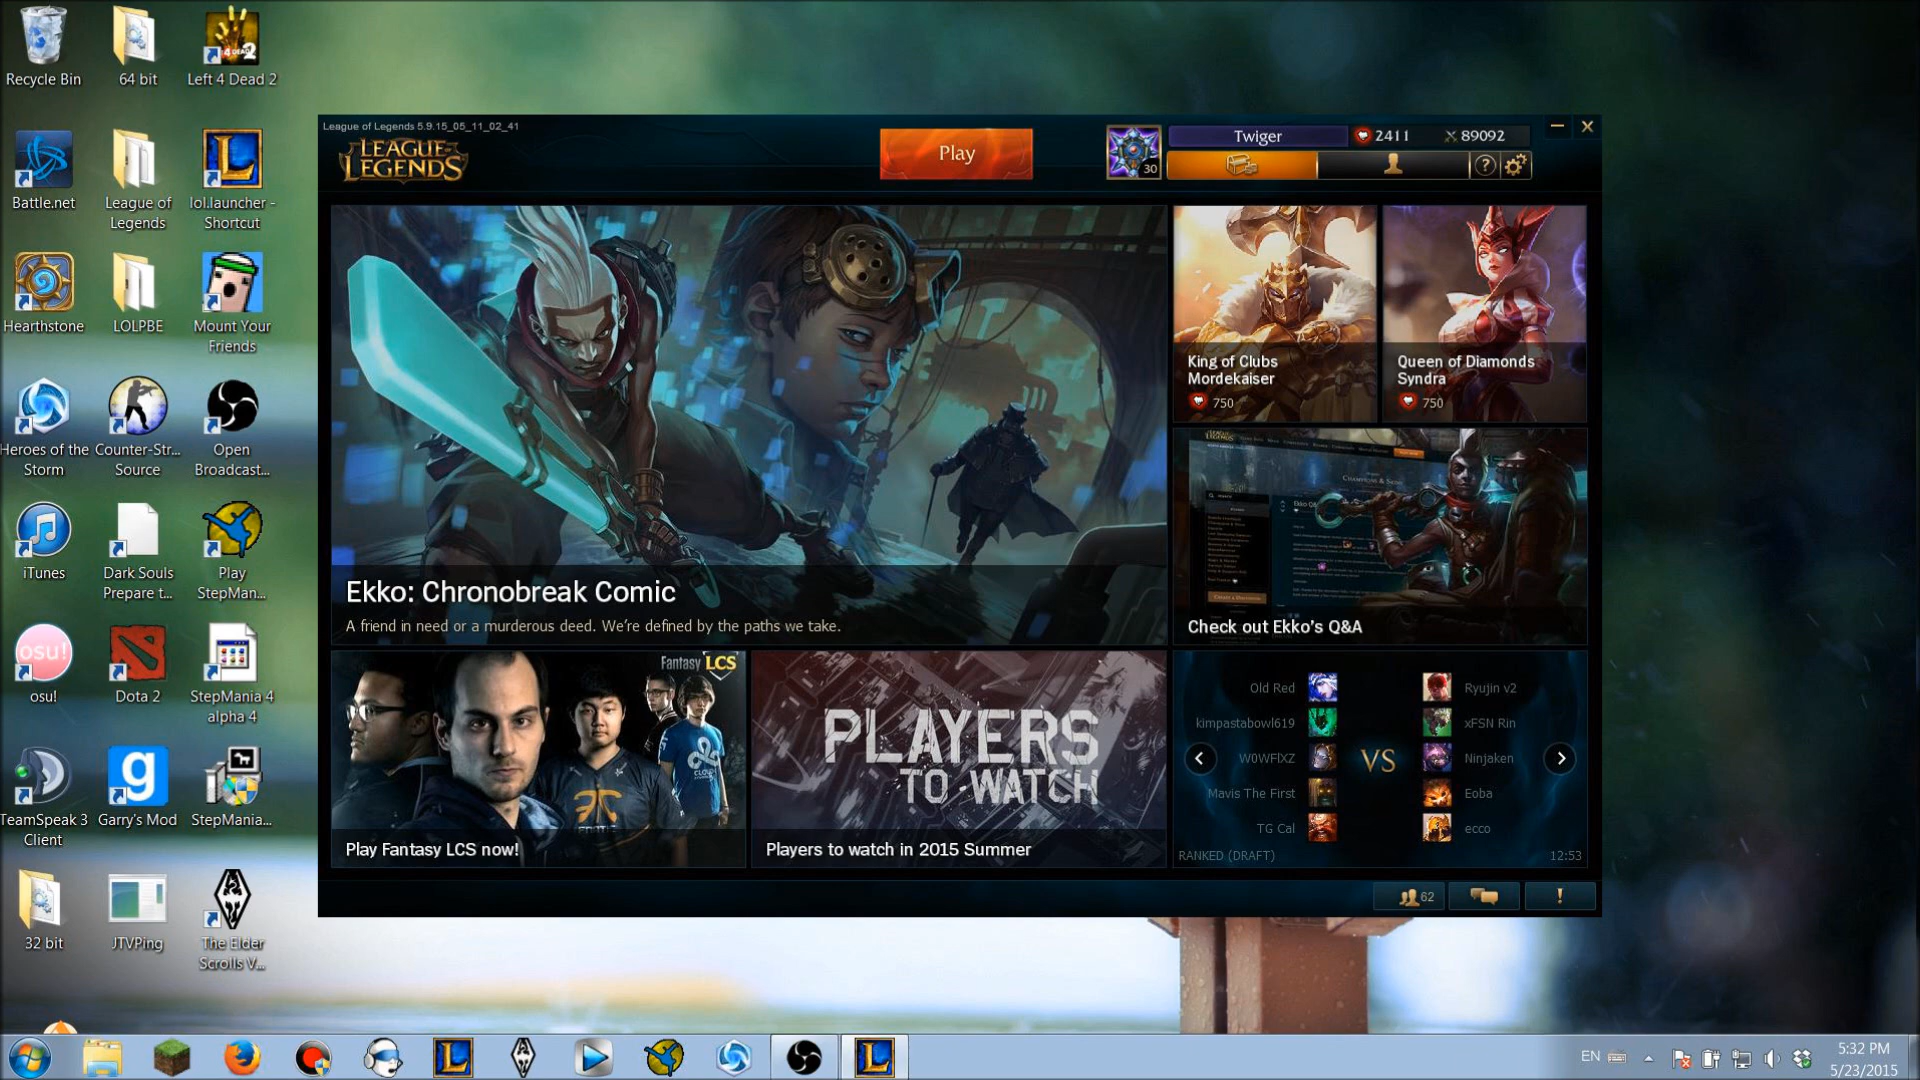 Recycle Bin
64 bit
Left 4 Dead 2
Battle.net
League of
Legends
lol.launcher -
Shortcut
Hearthstone
LOLPBE
Mount Your
Friends
Heroes of the
Storm
Counter-Str...
Source
Open
Broadcast...
iTunes
Dark Souls
Prepare t...
Play
StepMan...
osu!
osu!
Dota 2
StepMania 4
alpha 4
TeamSpeak 3
Client
Garry's Mod
StepMania...
32 bit
JTVPing
The Elder
Scrolls V...
League of Legends 5.9.15_05_11_02_41
LEAGUE OF
LEGENDS
Play
30
Twiger
2411
89092
Ekko: Chronobreak Comic
A friend in need or a murderous deed. We're defined by the paths we take.
King of Clubs
Mordekaiser
750
Queen of Diamonds
Syndra
750
Check out Ekko's Q&A
Fantasy LCS
Play Fantasy LCS now!
PLAYERS
TO WATCH
Players to watch in 2015 Summer
Old Red
Ryujin v2
kimpastabowl619
xFSN Rin
W0WFlXZ
VS
Ninjaken
Mavis The First
Eoba
TG Cal
ecco
RANKED (DRAFT)
12:53
62
EN
5:32 PM
5/23/2015